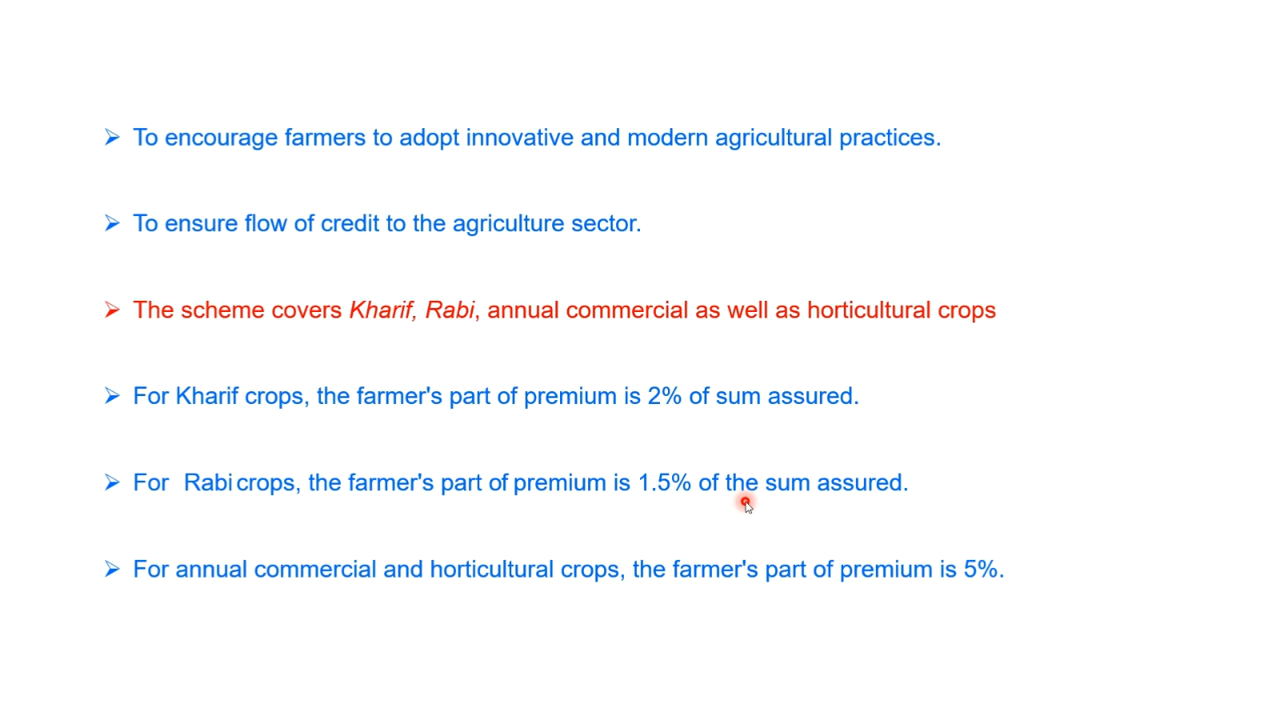 ➢ To encourage farmers to adopt innovative and modern agricultural practices.
➢ To ensure flow of credit to the agriculture sector.
➢ The scheme covers Kharif, Rabi, annual commercial as well as horticultural crops
➢ For Kharif crops, the farmer's part of premium is 2% of sum assured.
➢ For Rabi crops, the farmer's part of premium is 1.5% of the sum assured.
➢ For annual commercial and horticultural crops, the farmer's part of premium is 5%.